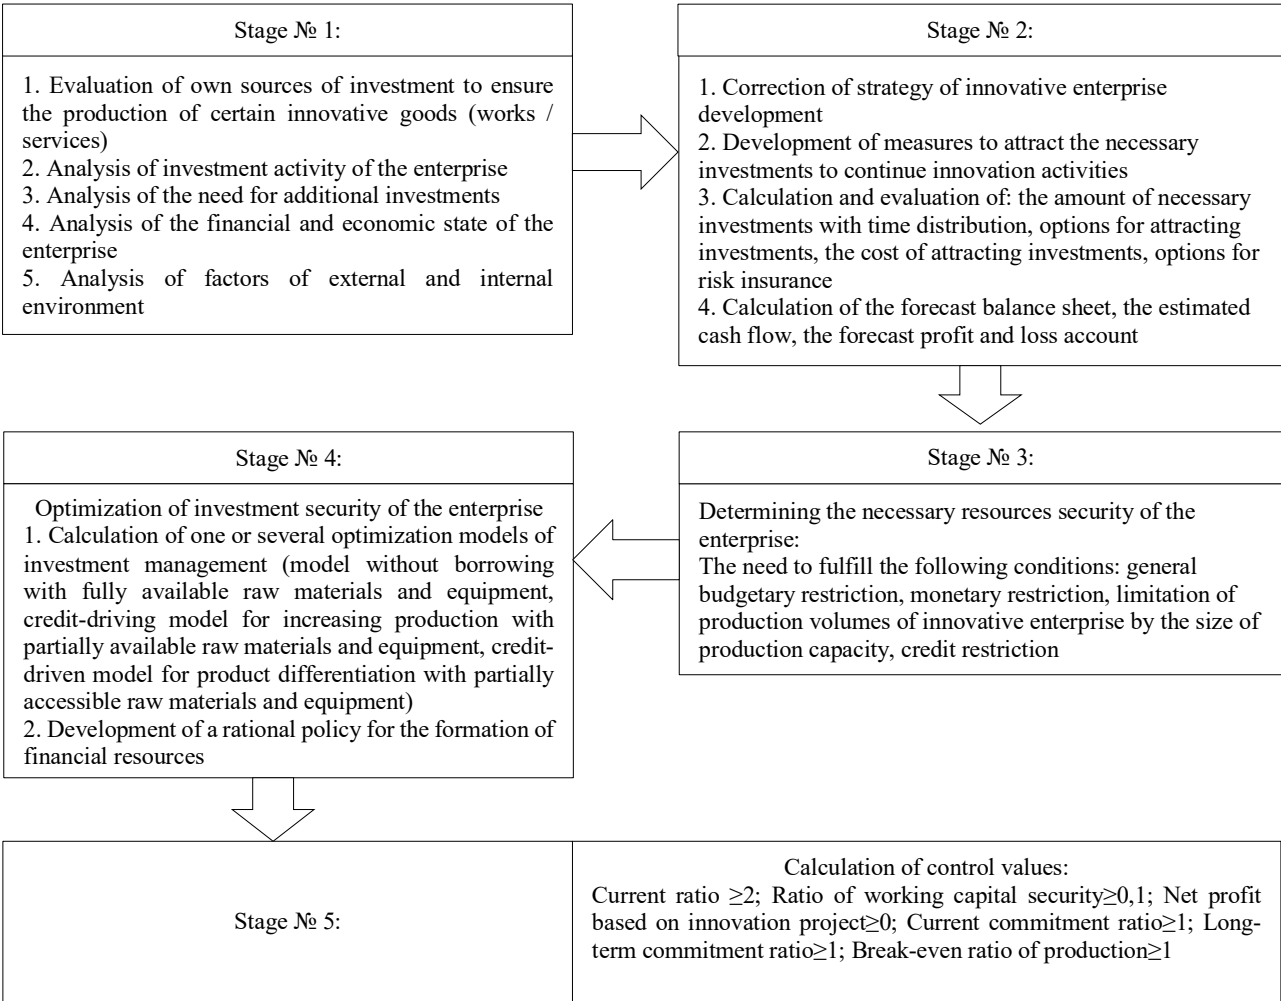 Stage № 1:
1. Evaluation of own sources of investment to ensure
the production of certain innovative goods (works /
services)
2. Analysis of investment activity of the enterprise
3. Analysis of the need for additional investments
4. Analysis of the financial and economic state of the
enterprise
5. Analysis of factors of external and internal
environment
Stage № 2:
1. Correction of strategy of innovative enterprise
development
2. Development of measures to attract the necessary
investments to continue innovation activities
3. Calculation and evaluation of: the amount of necessary
investments with time distribution, options for attracting
investments, the cost of attracting investments, options for
risk insurance
4. Calculation of the forecast balance sheet, the estimated
cash flow, the forecast profit and loss account
Stage № 3:
Determining the necessary resources security of the
enterprise:
The need to fulfill the following conditions: general
budgetary restriction, monetary restriction, limitation of
production volumes of innovative enterprise by the size of
production capacity, credit restriction
Stage № 4:
Optimization of investment security of the enterprise
1. Calculation of one or several optimization models of
investment management (model without borrowing
with fully available raw materials and equipment,
credit-driving model for increasing production with
partially available raw materials and equipment, credit-
driven model for product differentiation with partially
accessible raw materials and equipment)
2. Development of a rational policy for the formation of
financial resources
Stage № 5:
Calculation of control values:
Current ratio ≥2; Ratio of working capital security≥0,1; Net profit
based on innovation project≥0; Current commitment ratio≥1; Long-
term commitment ratio≥1; Break-even ratio of production≥1